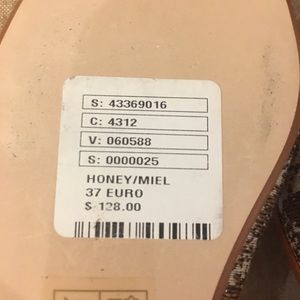 S: 43369016
C: 4312
V: 060588
S: 0000025
HONEY/MIEL
37 EURO
$ 128.00